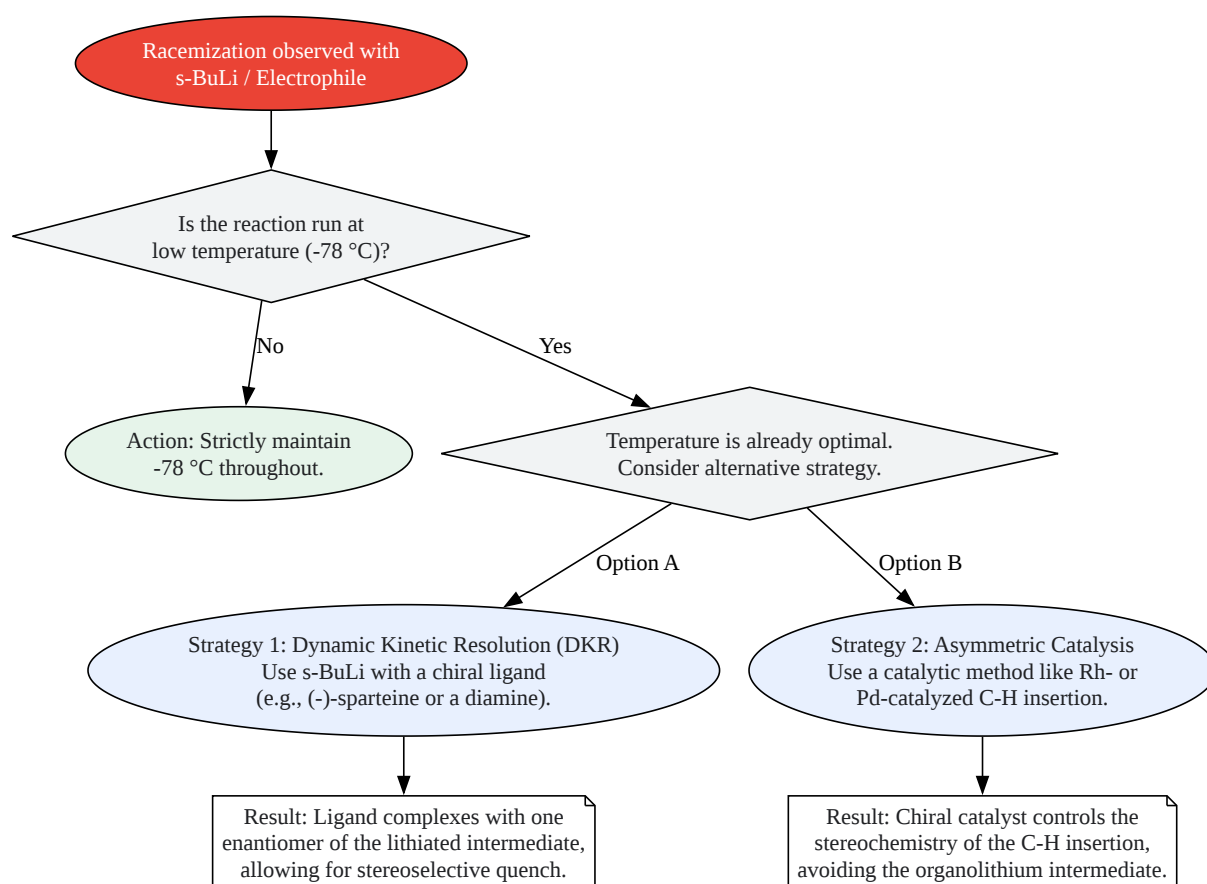 Racemization observed with
s-BuLi / Electrophile
Is the reaction run at
low temperature (-78 °C)?
No
Yes
Action: Strictly maintain
-78 °C throughout.
Temperature is already optimal.
Consider alternative strategy.
Option A
Option B
Strategy 1: Dynamic Kinetic Resolution (DKR)
Use s-BuLi with a chiral ligand
(e.g., (-)-sparteine or a diamine).
Strategy 2: Asymmetric Catalysis
Use a catalytic method like Rh- or
Pd-catalyzed C-H insertion.
Result: Ligand complexes with one
enantiomer of the lithiated intermediate,
allowing for stereoselective quench.
Result: Chiral catalyst controls the
stereochemistry of the C-H insertion,
avoiding the organolithium intermediate.